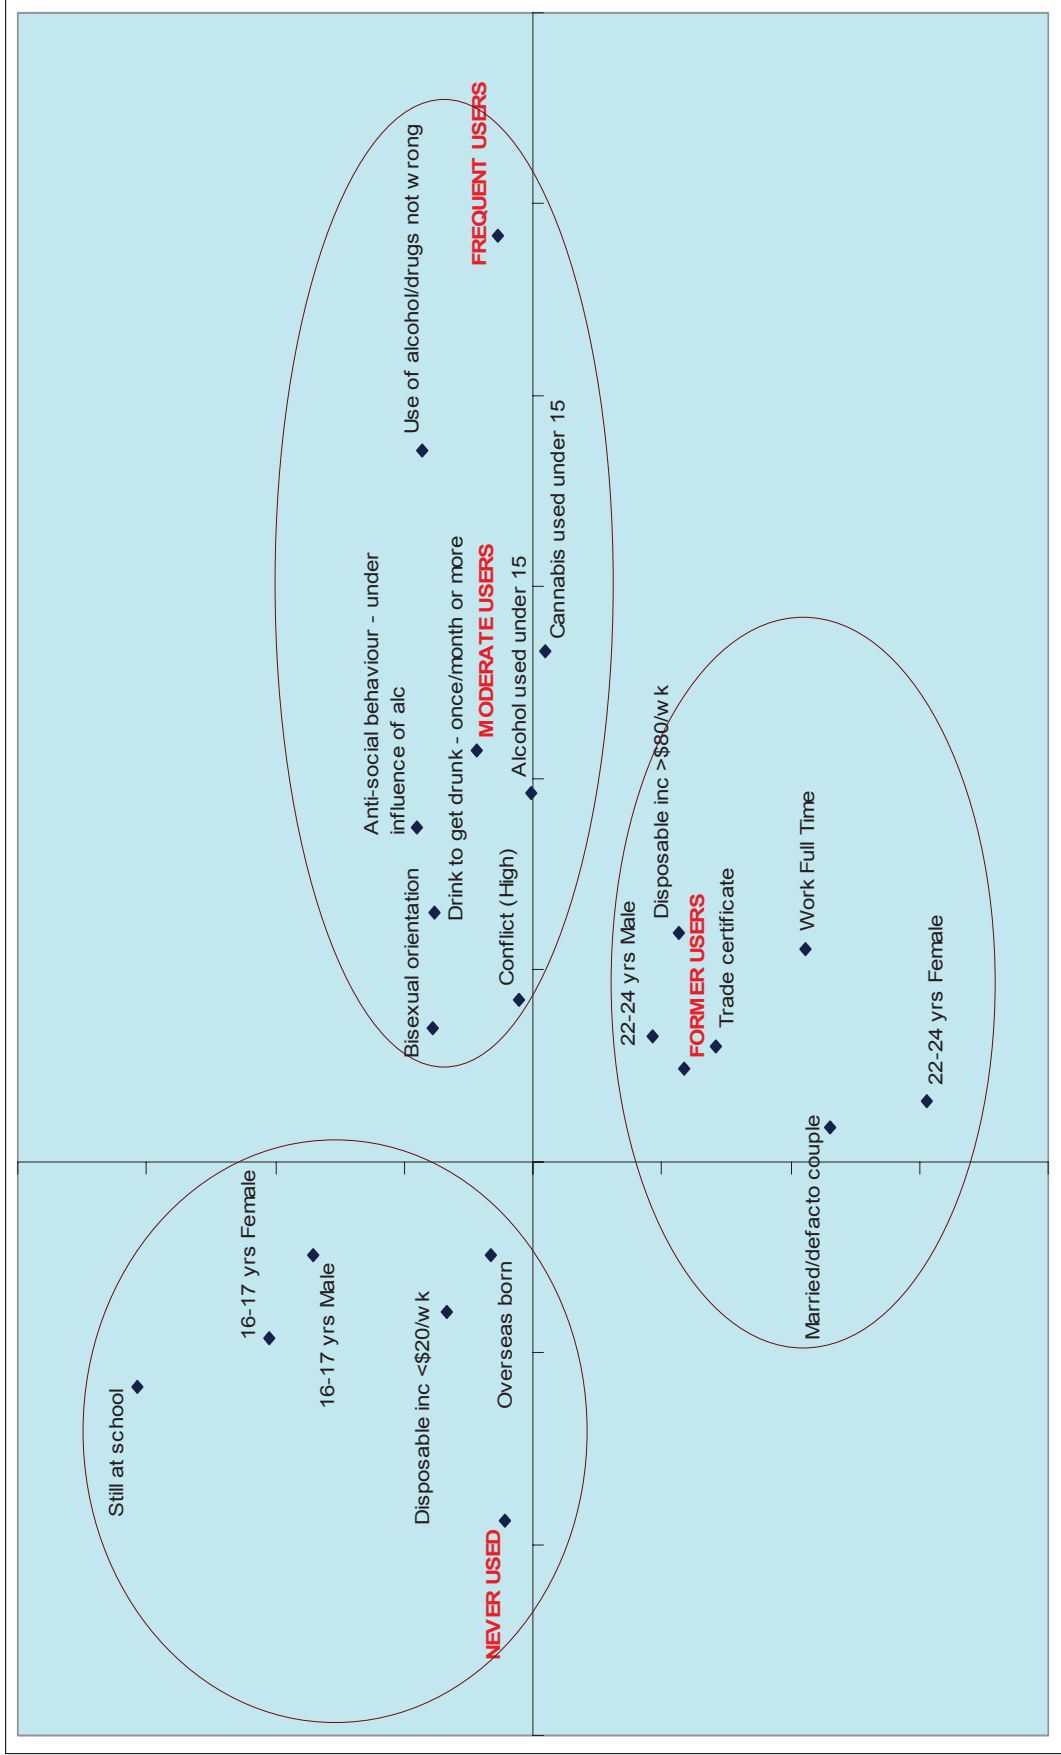 Still at school
16-17 yrs Female
16-17 yrs Male
Disposable inc <$20/wk
Overseas born
NEVER USED
Anti-social behaviour - under
influence of alc
Use of alcohol/drugs not wrong
Bisexual orientation
Drink to get drunk - once/month or more
FREQUENT USERS
MODERATE USERS
Conflict (High)
Alcohol used under 15
Cannabis used under 15
22-24 yrs Male
Disposable inc >$80/wk
FORMER USERS
Trade certificate
Work Full Time
Married/defacto couple
22-24 yrs Female